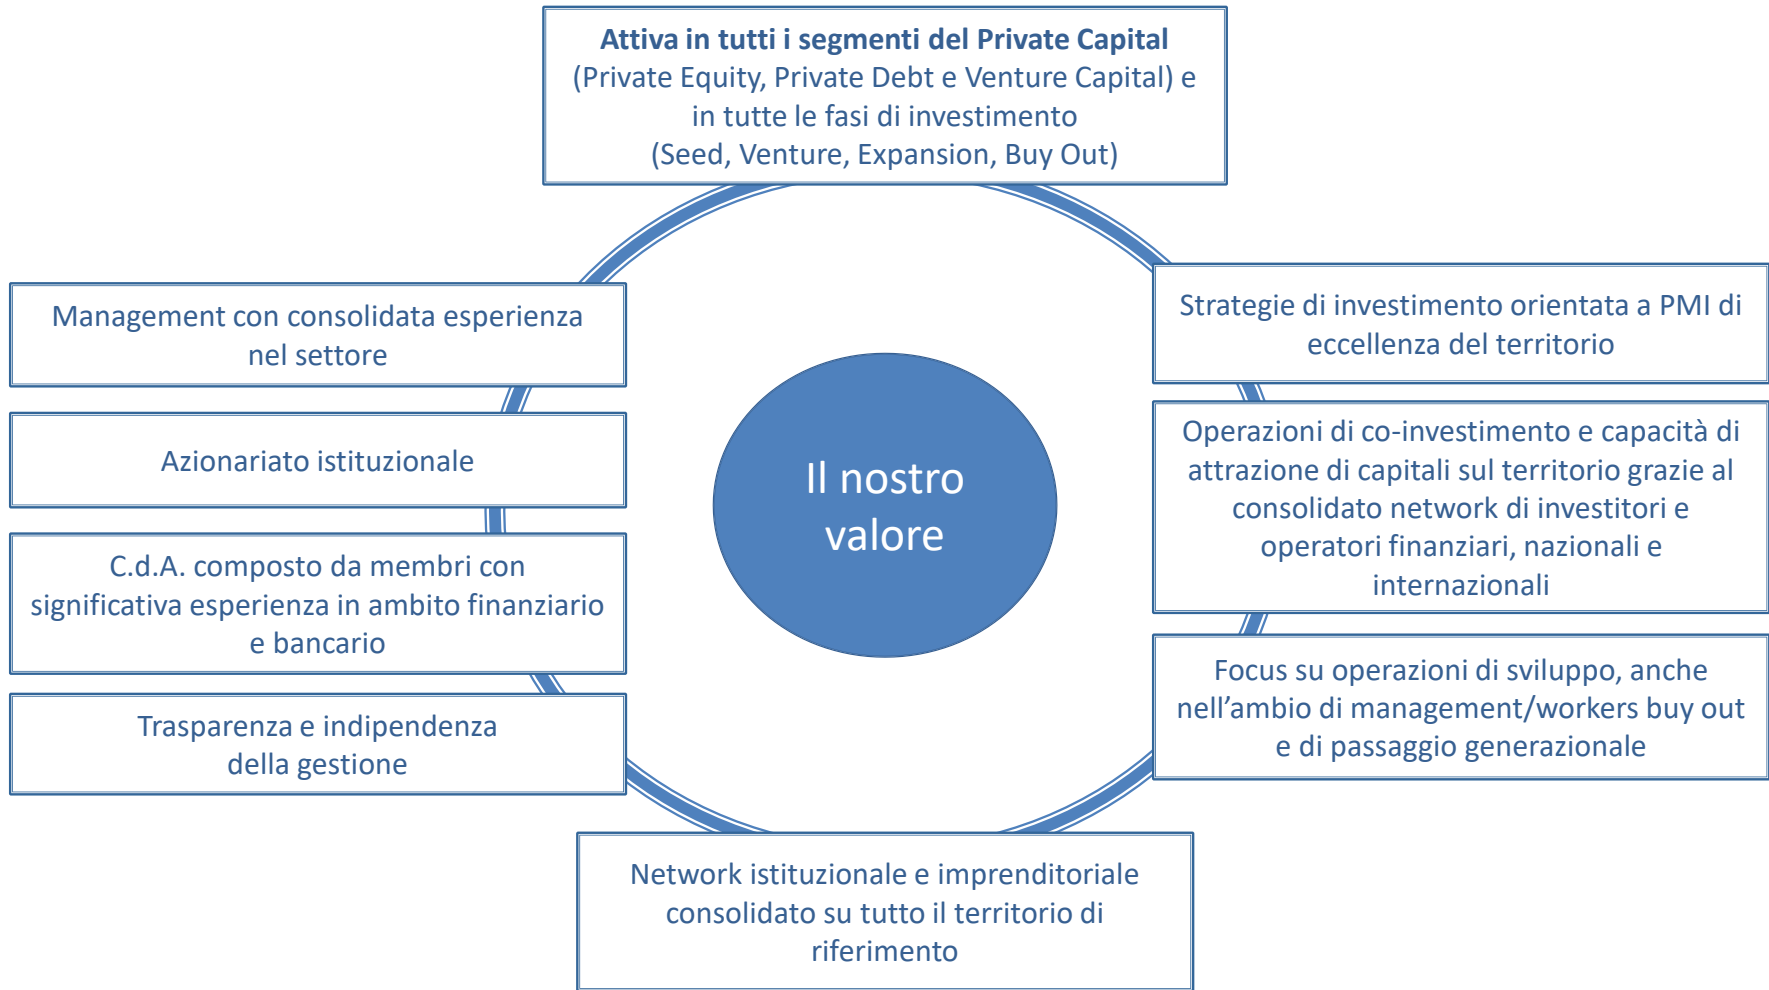 Attiva in tutti i segmenti del Private Capital
(Private Equity, Private Debt e Venture Capital) e
in tutte le fasi di investimento
(Seed, Venture, Expansion, Buy Out)
Management con consolidata esperienza
nel settore
Azionariato istituzionale
C.d.A. composto da membri con
significativa esperienza in ambito finanziario
e bancario
Trasparenza e indipendenza
della gestione
Il nostro
valore
Strategie di investimento orientata a PMI di
eccellenza del territorio
Operazioni di co-investimento e capacità di
attrazione di capitali sul territorio grazie al
consolidato network di investitori e
operatori finanziari, nazionali e
internazionali
Focus su operazioni di sviluppo, anche
nell’ambio di management/workers buy out
e di passaggio generazionale
Network istituzionale e imprenditoriale
consolidato su tutto il territorio di
riferimento